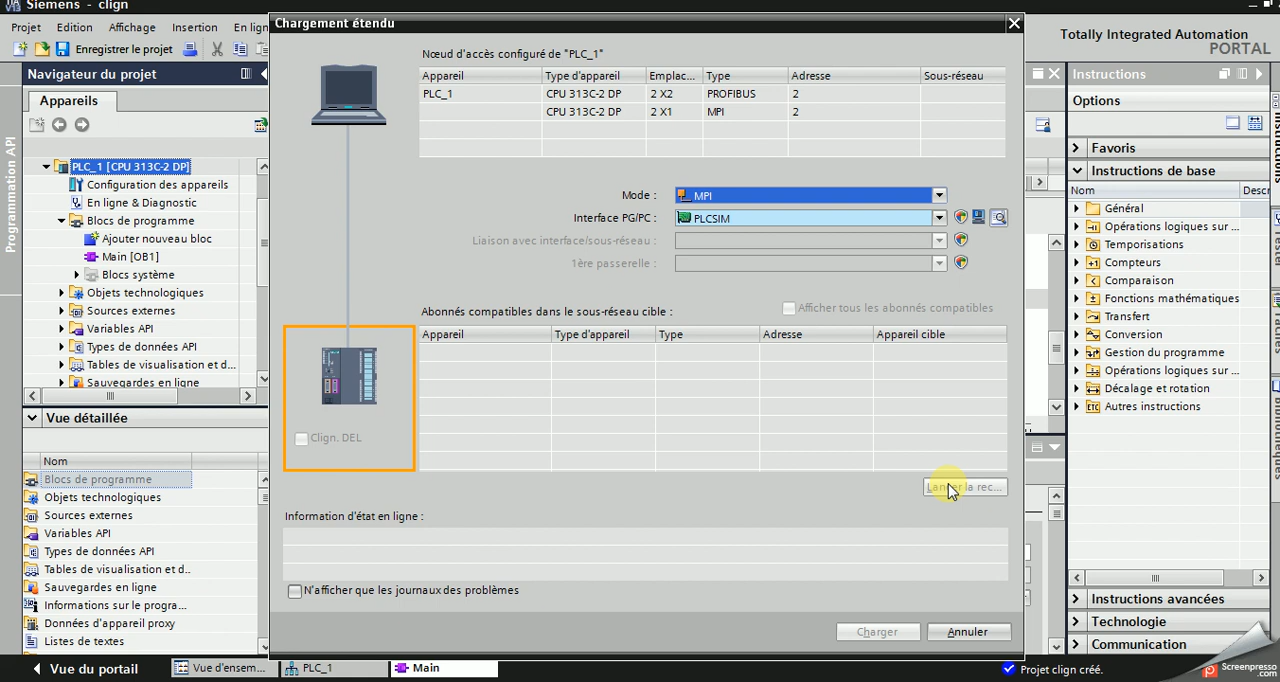 Siemens - clign
Projet Edition Affichage Insertion En lign
Enregistrer le projet
Totally Integrated Automation
PORTAL
Navigateur du projet
Appareils
Programmation API
PLC_1 [CPU 313C-2 DP]
Configuration des appareils
En ligne & Diagnostic
Blocs de programme
Ajouter nouveau bloc
Main [OB1]
Blocs système
Objets technologiques
Sources externes
Variables API
Types de données API
Tables de visualisation et d...
Sauvegardes en ligne
Vue détaillée
Nom
Blocs de programme
Objets technologiques
Sources externes
Variables API
Types de données API
Tables de visualisation et d..
Sauvegardes en ligne
Informations sur le progra...
Données d'appareil proxy
Listes de textes
Chargement étendu
Nœud d'accès configuré de "PLC_1"
Appareil Type d'appareil Emplac... Type Adresse Sous-réseau
PLC_1 CPU 313C-2 DP 2 X2 PROFIBUS 2
CPU 313C-2 DP 2 X1 MPI 2
Mode : MPI
Interface PG/PC : PLCSIM
Liaison avec interface/sous-réseau :
1ère passerelle :
Abonnés compatibles dans le sous-réseau cible :
Afficher tous les abonnés compatibles
Appareil Type d'appareil Type Adresse Appareil cible
Clign. DEL
Lancer la rec...
Information d'état en ligne :
N'afficher que les journaux des problèmes
Charger Annuler
Instructions
Options
Favoris
Instructions de base
Nom Descr
Général
Opérations logiques sur ...
Temporisations
Compteurs
Comparaison
Fonctions mathématiques
Transfert
Conversion
Gestion du programme
Opérations logiques sur ...
Décalage et rotation
Autres instructions
Instructions avancées
Technologie
Communication
Vue du portail
Vue d'ensem...
PLC_1
Main
Projet clign créé.
Screenpresso
.com